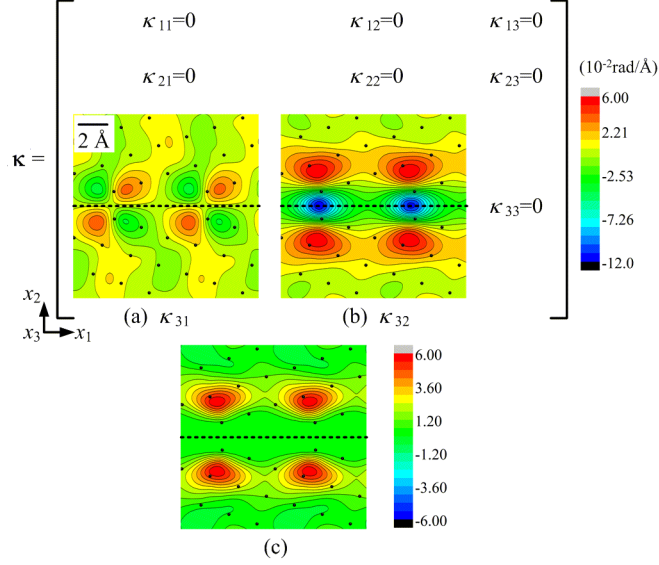 κ11=0 κ12=0 κ13=0
(10-2rad/Å)
κ21=0 κ22=0 κ23=0
6.00
2 Å
2.21
κ =
-2.53
κ33=0
-7.26
-12.0
x2
x3 x1
(a) κ31 (b) κ32
6.00
3.60
1.20
-1.20
-3.60
-6.00
(c)